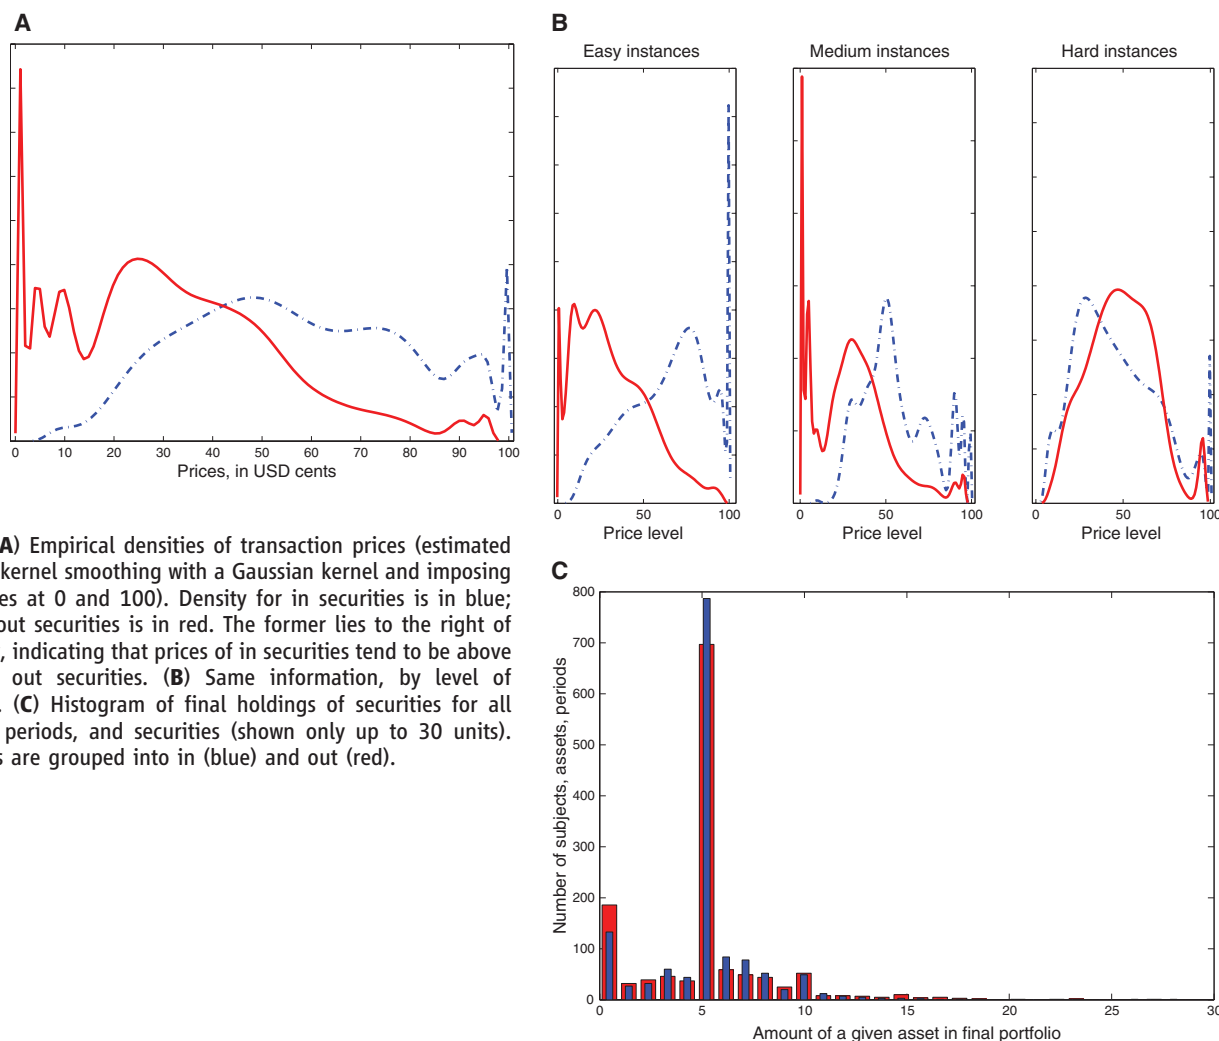 A
0 10 20 30 40 50 60 70 80 90 100
Prices, in USD cents
B
Easy instances
Medium instances
Hard instances
0 50 100
0 50 100
0 50 100
Price level
Price level
Price level
A) Empirical densities of transaction prices (estimated
kernel smoothing with a Gaussian kernel and imposing
es at 0 and 100). Density for in securities is in blue;
out securities is in red. The former lies to the right of
, indicating that prices of in securities tend to be above
out securities. (B) Same information, by level of
. (C) Histogram of final holdings of securities for all
periods, and securities (shown only up to 30 units).
s are grouped into in (blue) and out (red).
C
800
700
600
500
400
300
200
100
0
Number of subjects, assets, periods
0 5 10 15 20 25 30
Amount of a given asset in final portfolio